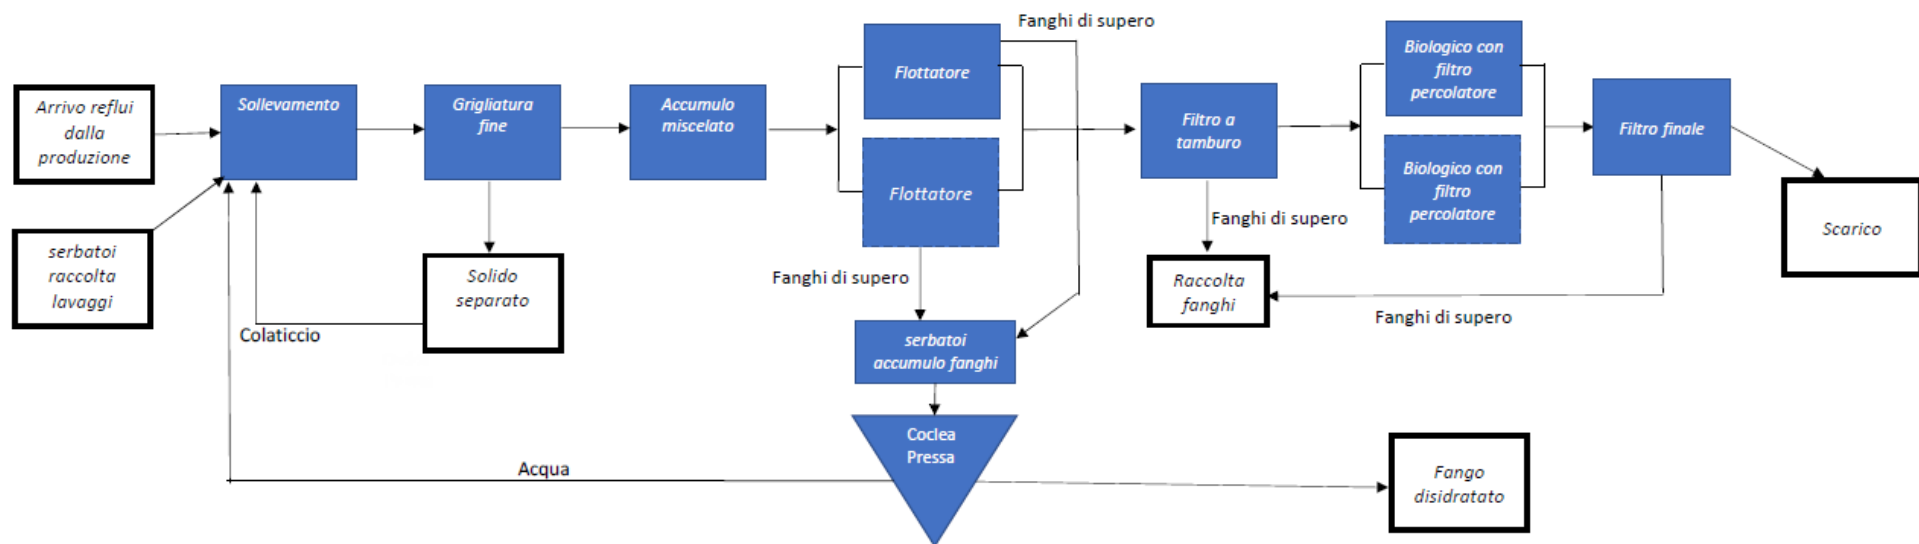 Fanghi di supero
Arrivo reflui
dalla
produzione
Sollevamento
Grigliatura
fine
Accumulo
miscelato
Flottatore
Flottatore
Filtro a
tamburo
Biologico con
filtro
percolatore
Biologico con
filtro
percolatore
Filtro finale
Scarico
serbatoi
raccolta
lavaggi
Solido
separato
Colaticcio
Fanghi di supero
Fanghi di supero
Raccolta
fanghi
Fanghi di supero
serbatoi
accumulo fanghi
Coclea
Pressa
Acqua
Fango
disidratato